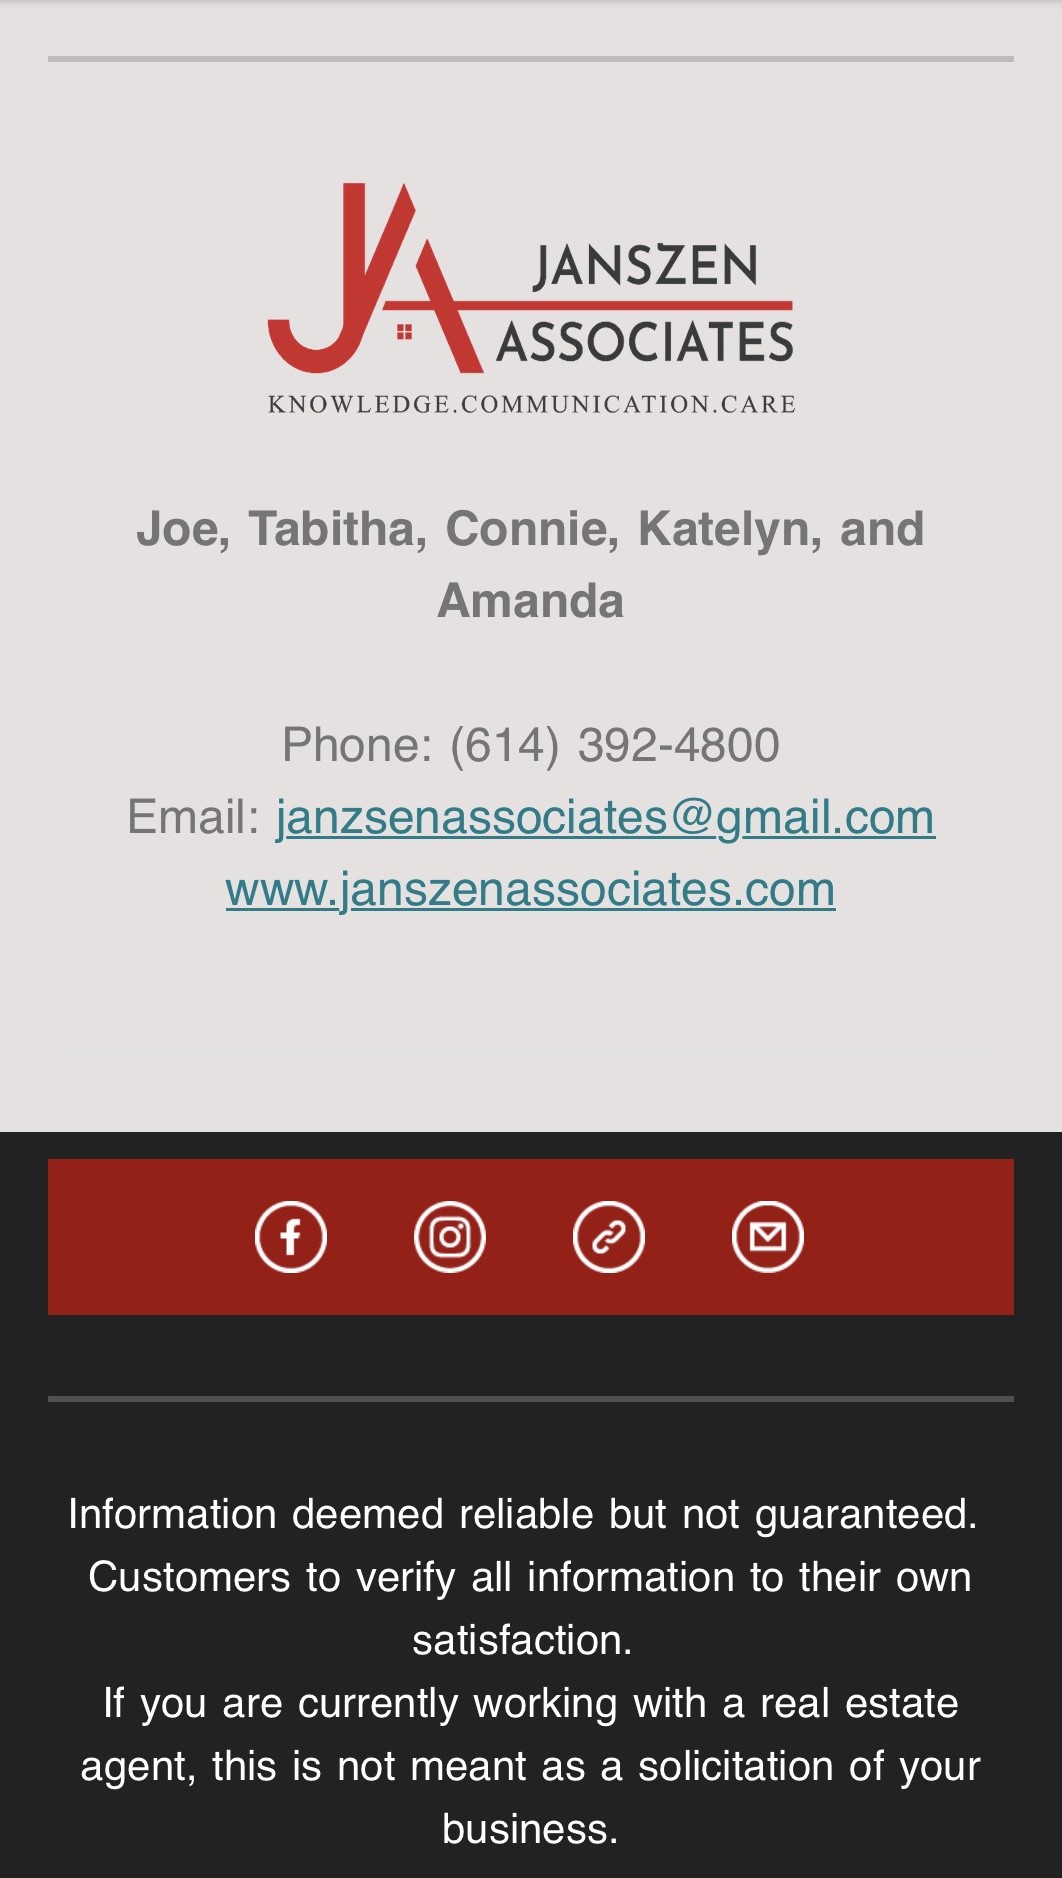 JANSZEN
ASSOCIATES
KNOWLEDGE.COMMUNICATION.CARE
Joe, Tabitha, Connie, Katelyn, and
Amanda
Phone: (614) 392-4800
Email: janzsenassociates@gmail.com
www.janszenassociates.com
Information deemed reliable but not guaranteed.
Customers to verify all information to their own
satisfaction.
If you are currently working with a real estate
agent, this is not meant as a solicitation of your
business.